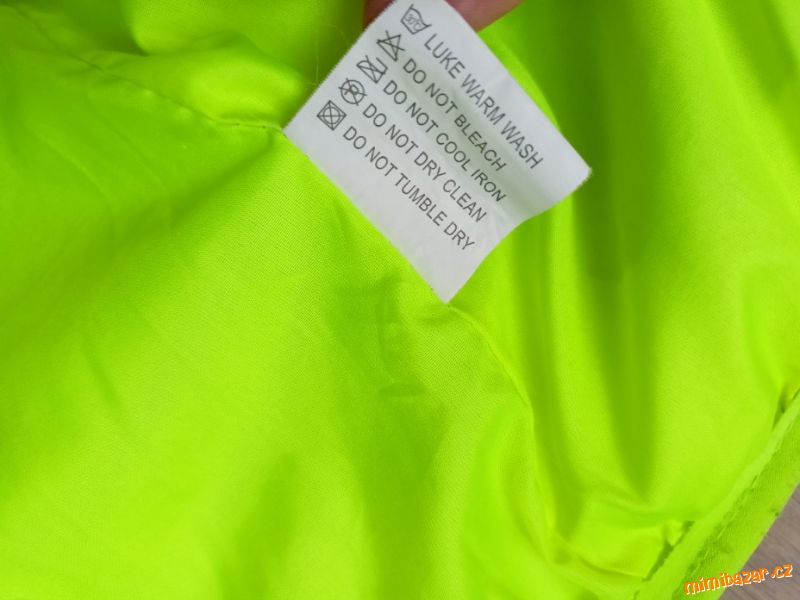 30°
LUKE WARM WASH
DO NOT BLEACH
DO NOT COOL IRON
DO NOT DRY CLEAN
DO NOT TUMBLE DRY
mimibazar.cz